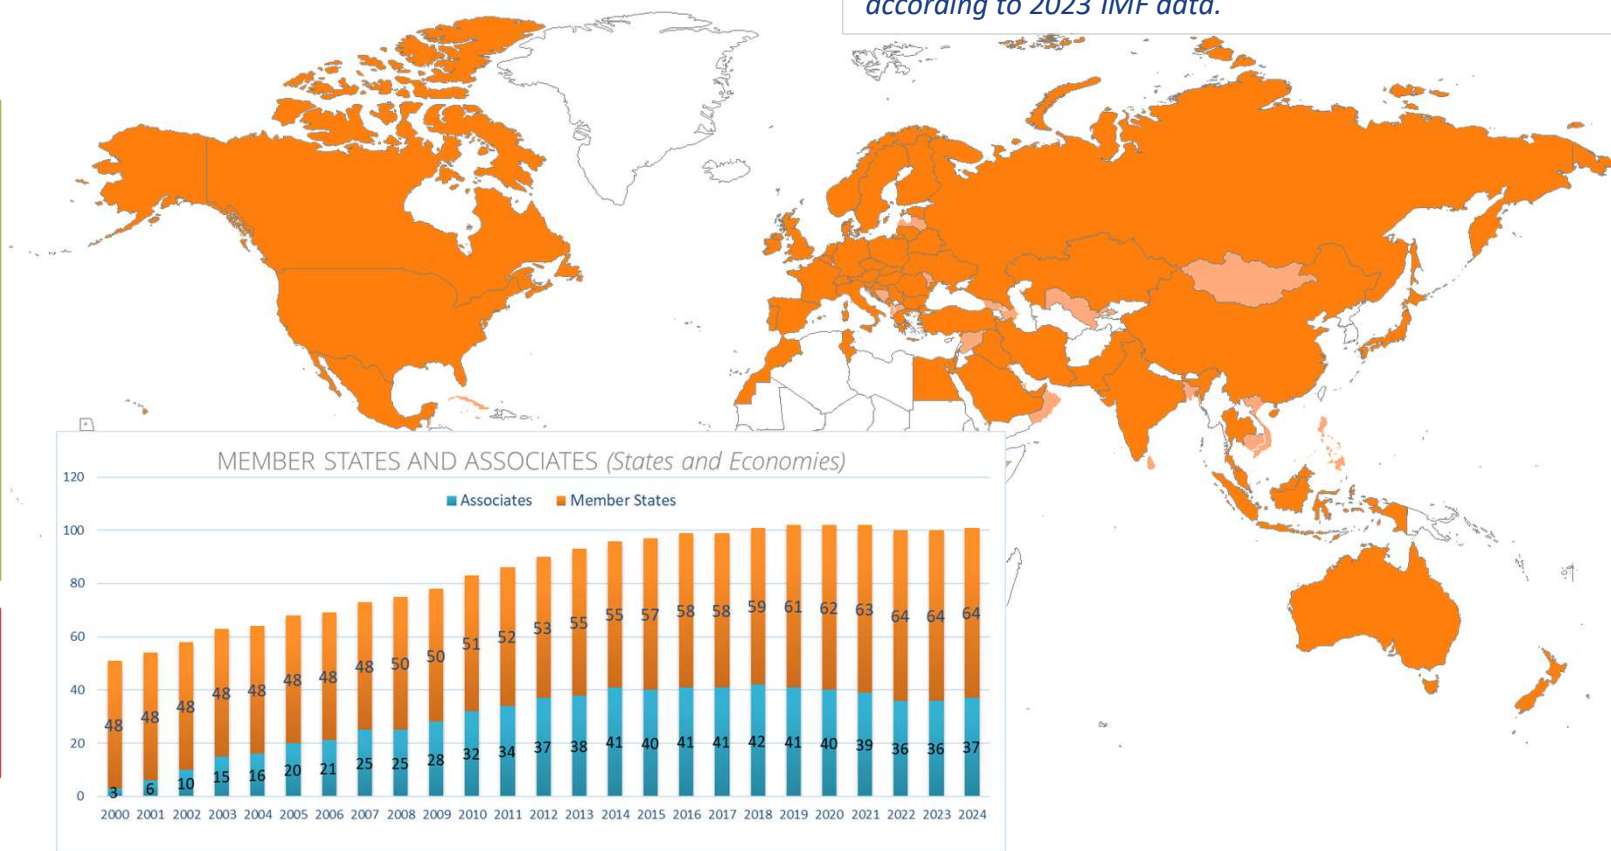 according to 2023 IMF data.
MEMBER STATES AND ASSOCIATES (States and Economies)
Associates Member States
120
100
80
60
40
20
0
48 48 48 48 48 48 48 48 50 50 51 52 53 55 55 57 58 58 59 61 62 63 64 64 64
3 6 10 15 16 20 21 25 25 28 32 34 37 38 41 40 41 41 42 41 40 39 36 36 37
2000 2001 2002 2003 2004 2005 2006 2007 2008 2009 2010 2011 2012 2013 2014 2015 2016 2017 2018 2019 2020 2021 2022 2023 2024